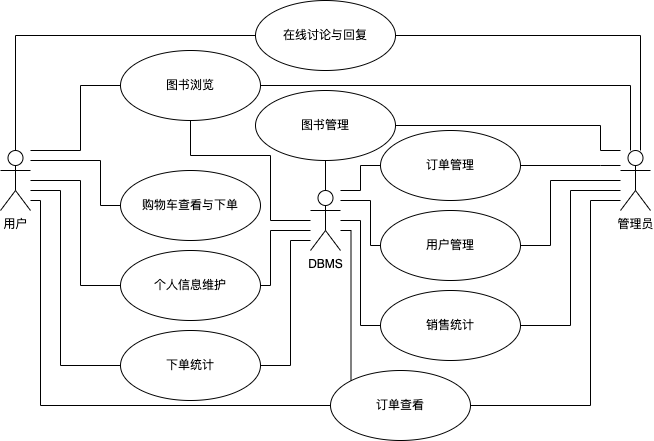 在线讨论与回复
图书浏览
图书管理
订单管理
购物车查看与下单
用户
管理员
用户管理
DBMS
个人信息维护
销售统计
下单统计
订单查看